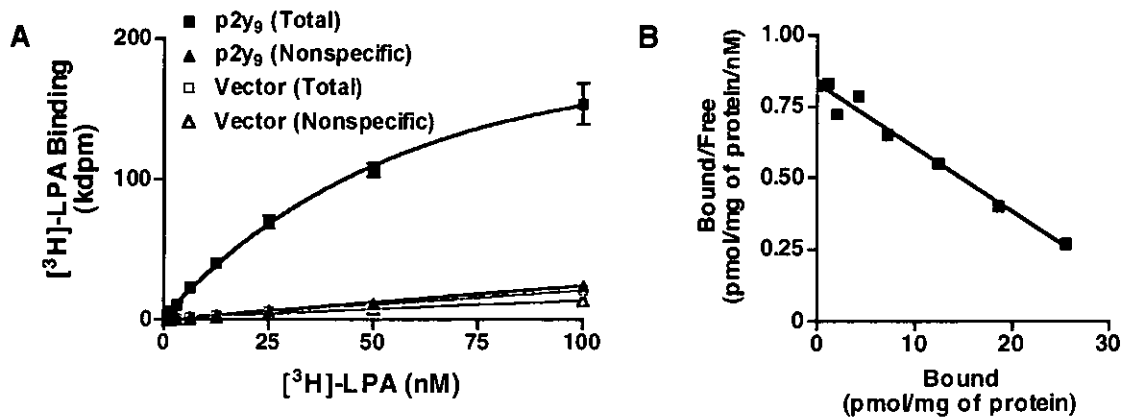 A
p2y₉ (Total)
p2y₉ (Nonspecific)
Vector (Total)
Vector (Nonspecific)
200
100
0
[³H]-LPA Binding
(kdpm)
0 25 50 75 100
[³H]-LPA (nM)
B
1.00
0.75
0.50
0.25
0
Bound/Free
(pmol/mg of protein/nM)
0 10 20 30
Bound
(pmol/mg of protein)